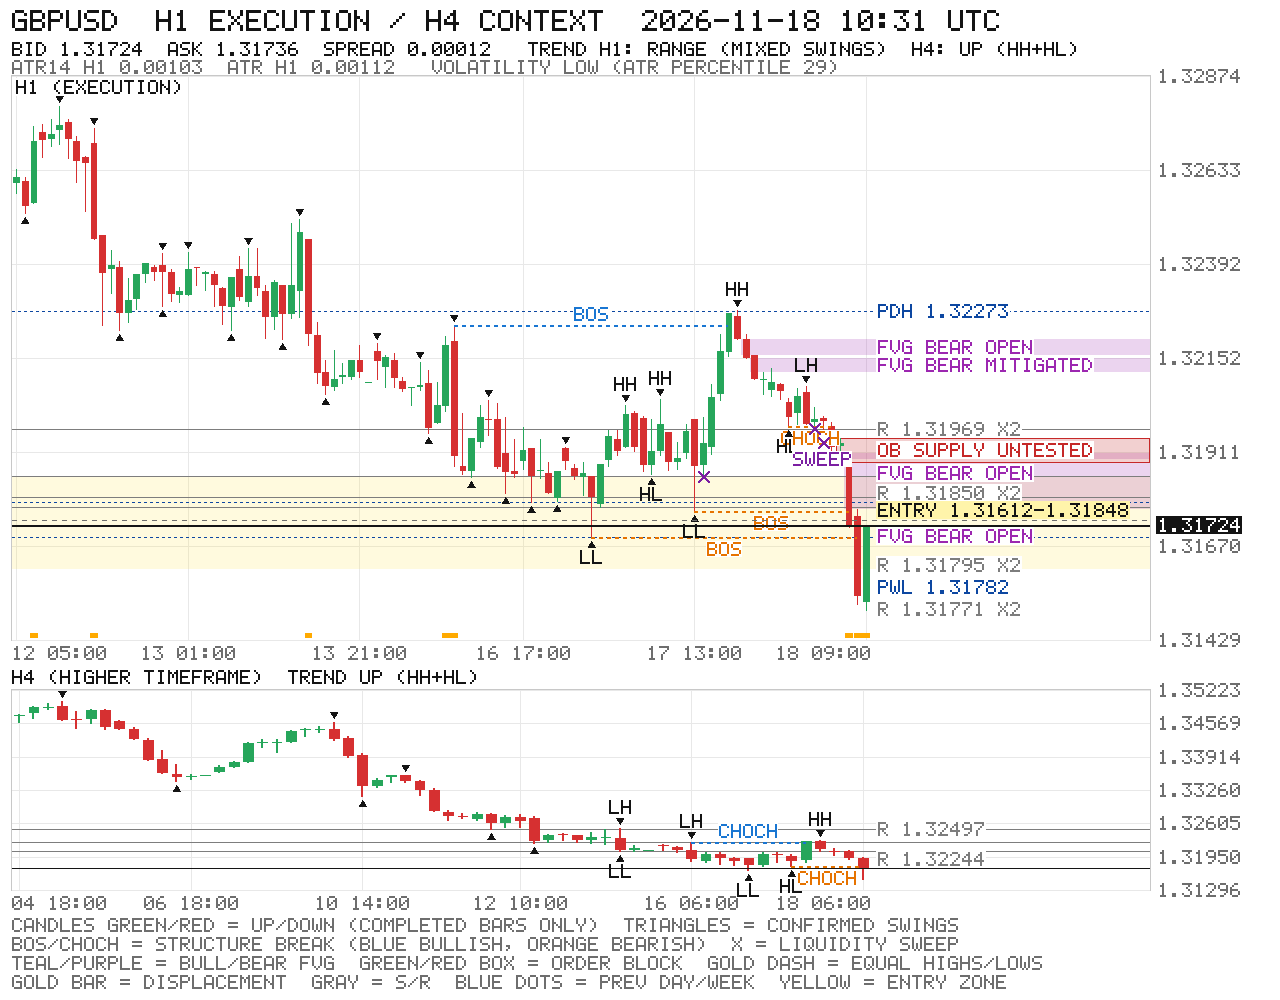 GBPUSD  H1 EXECUTION / H4 CONTEXT  2026-11-18 10:31 UTC
BID 1.31724  ASK 1.31736  SPREAD 0.00012  TREND H1: RANGE (MIXED SWINGS)  H4: UP (HH+HL)
ATR14 H1 0.00103  ATR H1 0.00112  VOLATILITY LOW (ATR PERCENTILE 29)
H1 (EXECUTION)
1.32874
1.32633
1.32392
HH
BOS
PDH 1.32273
FVG BEAR OPEN
1.32152
FVG BEAR MITIGATED
LH
HH
HH
R 1.31969 X2
CHOCH
HL
OB SUPPLY UNTESTED
1.31911
SWEEP
FVG BEAR OPEN
HL
R 1.31850 X2
ENTRY 1.31612-1.31848
BOS
1.31724
LL
FVG BEAR OPEN
BOS
1.31670
LL
R 1.31795 X2
PWL 1.31782
R 1.31771 X2
1.31429
12 05:00
13 01:00
13 21:00
16 17:00
17 13:00
18 09:00
H4 (HIGHER TIMEFRAME)  TREND UP (HH+HL)
1.35223
1.34569
1.33914
1.33260
LH
LH
HH
1.32605
CHOCH
R 1.32497
R 1.32244
1.31950
LL
CHOCH
LL
HL
1.31296
04 18:00
06 18:00
10 14:00
12 10:00
16 06:00
18 06:00
CANDLES GREEN/RED = UP/DOWN (COMPLETED BARS ONLY)  TRIANGLES = CONFIRMED SWINGS
BOS/CHOCH = STRUCTURE BREAK (BLUE BULLISH, ORANGE BEARISH)  X = LIQUIDITY SWEEP
TEAL/PURPLE = BULL/BEAR FVG  GREEN/RED BOX = ORDER BLOCK  GOLD DASH = EQUAL HIGHS/LOWS
GOLD BAR = DISPLACEMENT  GRAY = S/R  BLUE DOTS = PREV DAY/WEEK  YELLOW = ENTRY ZONE